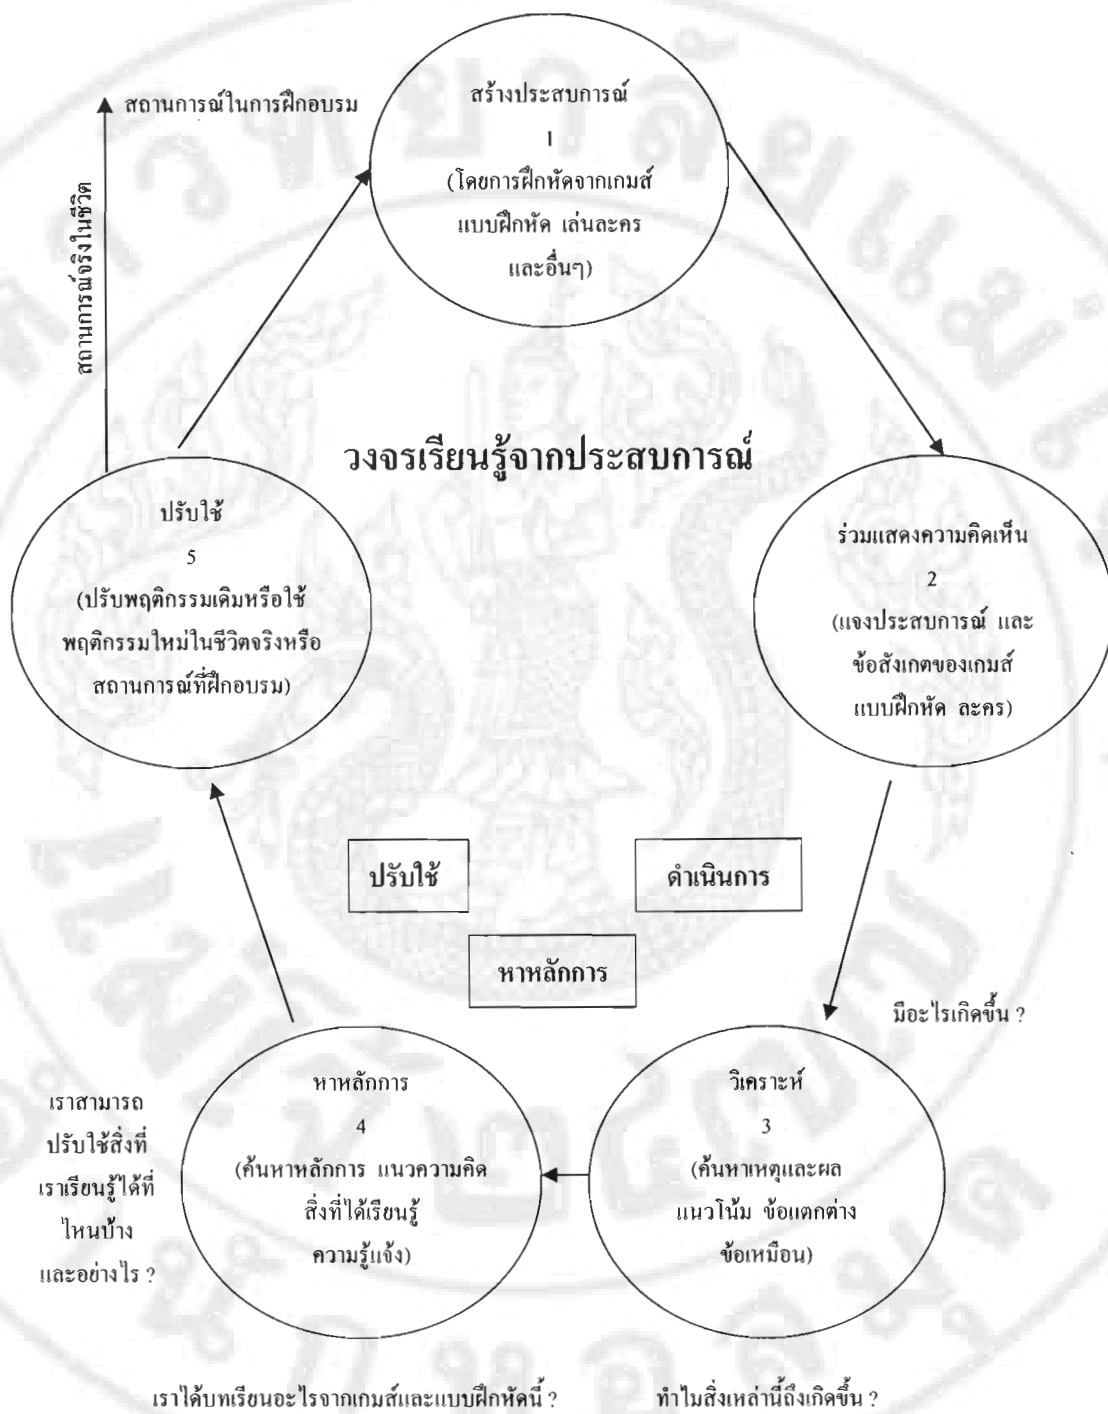 สร้างประสบการณ์
1
(โดยการฝึกหัดจากเกมส์
แบบฝึกหัด เล่นละคร
และอื่นๆ)
สถานการณ์ในการฝึกอบรม
สถานการณ์จริงในชีวิต
วงจรเรียนรู้จากประสบการณ์
ปรับใช้
5
(ปรับพฤติกรรมเดิมหรือใช้
พฤติกรรมใหม่ในชีวิตจริงหรือ
สถานการณ์ที่ฝึกอบรม)
ร่วมแสดงความคิดเห็น
2
(แจงประสบการณ์ และ
ข้อสังเกตของเกมส์
แบบฝึกหัด ละคร)
ปรับใช้
ดำเนินการ
หาหลักการ
มีอะไรเกิดขึ้น ?
วิเคราะห์
3
(ค้นหาเหตุและผล
แนวโน้ม ข้อแตกต่าง
ข้อเหมือน)
หาหลักการ
4
(ค้นหาหลักการ แนวความคิด
สิ่งที่ได้เรียนรู้
ความรู้แจ้ง)
เราสามารถ
ปรับใช้สิ่งที่
เราเรียนรู้ได้ที่
ไหนบ้าง
และอย่างไร ?
เราได้บทเรียนอะไรจากเกมส์และแบบฝึกหัดนี้ ?
ทำไมสิ่งเหล่านี้ถึงเกิดขึ้น ?